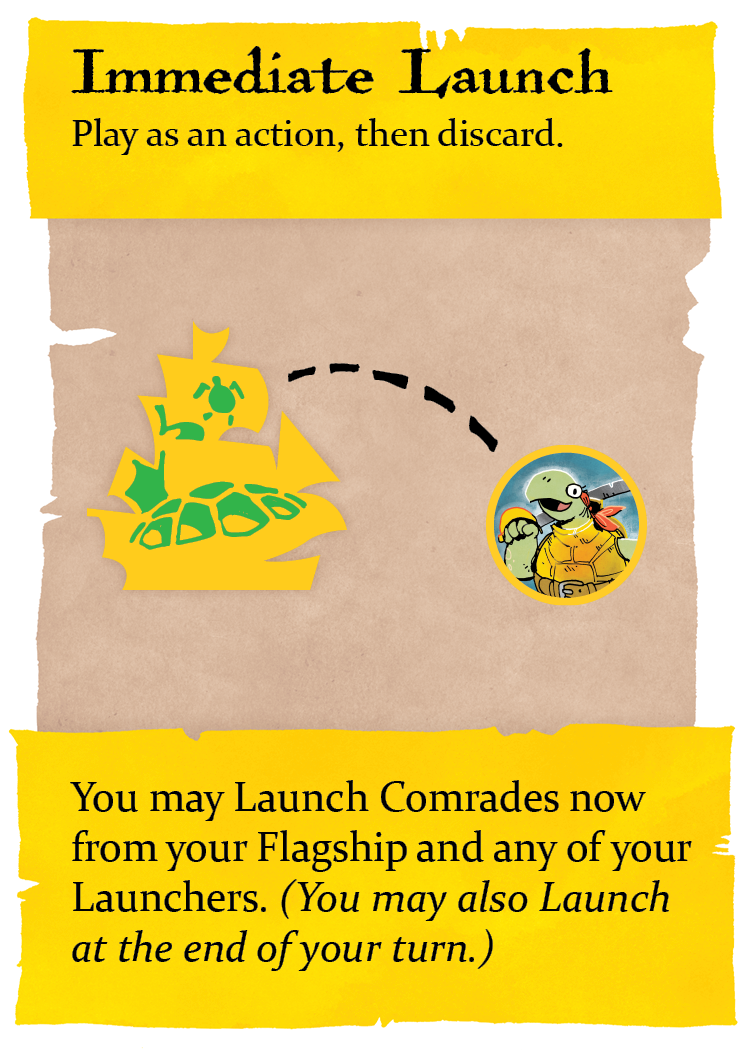 Immediate Launch
Play as an action, then discard.
You may Launch Comrades now
from your Flagship and any of your
Launchers. (You may also Launch
at the end of your turn.)